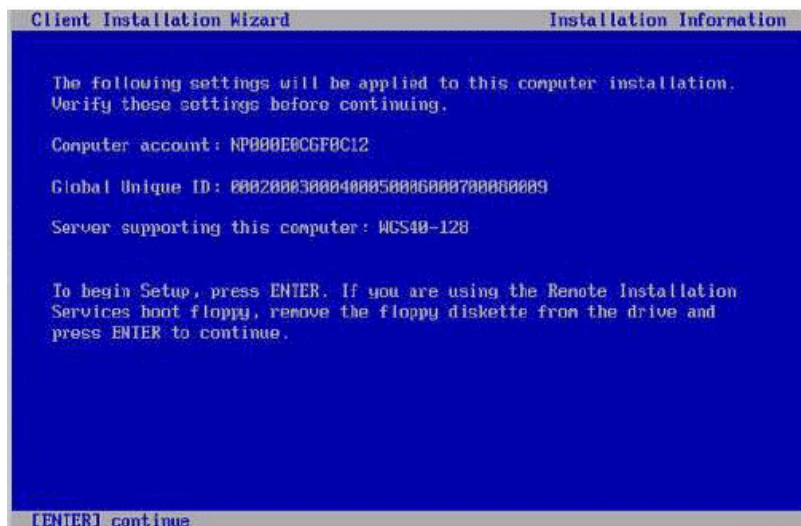 Client Installation Wizard Installation Information
The following settings will be applied to this computer installation.
Verify these settings before continuing.
Computer account: NP000E0CGF0C12
Global Unique ID: 00020003000400050006000700080009
Server supporting this computer: WGS40-128
To begin Setup, press ENTER. If you are using the Remote Installation
Services boot floppy, remove the floppy diskette from the drive and
press ENTER to continue.
[ENTER] continue